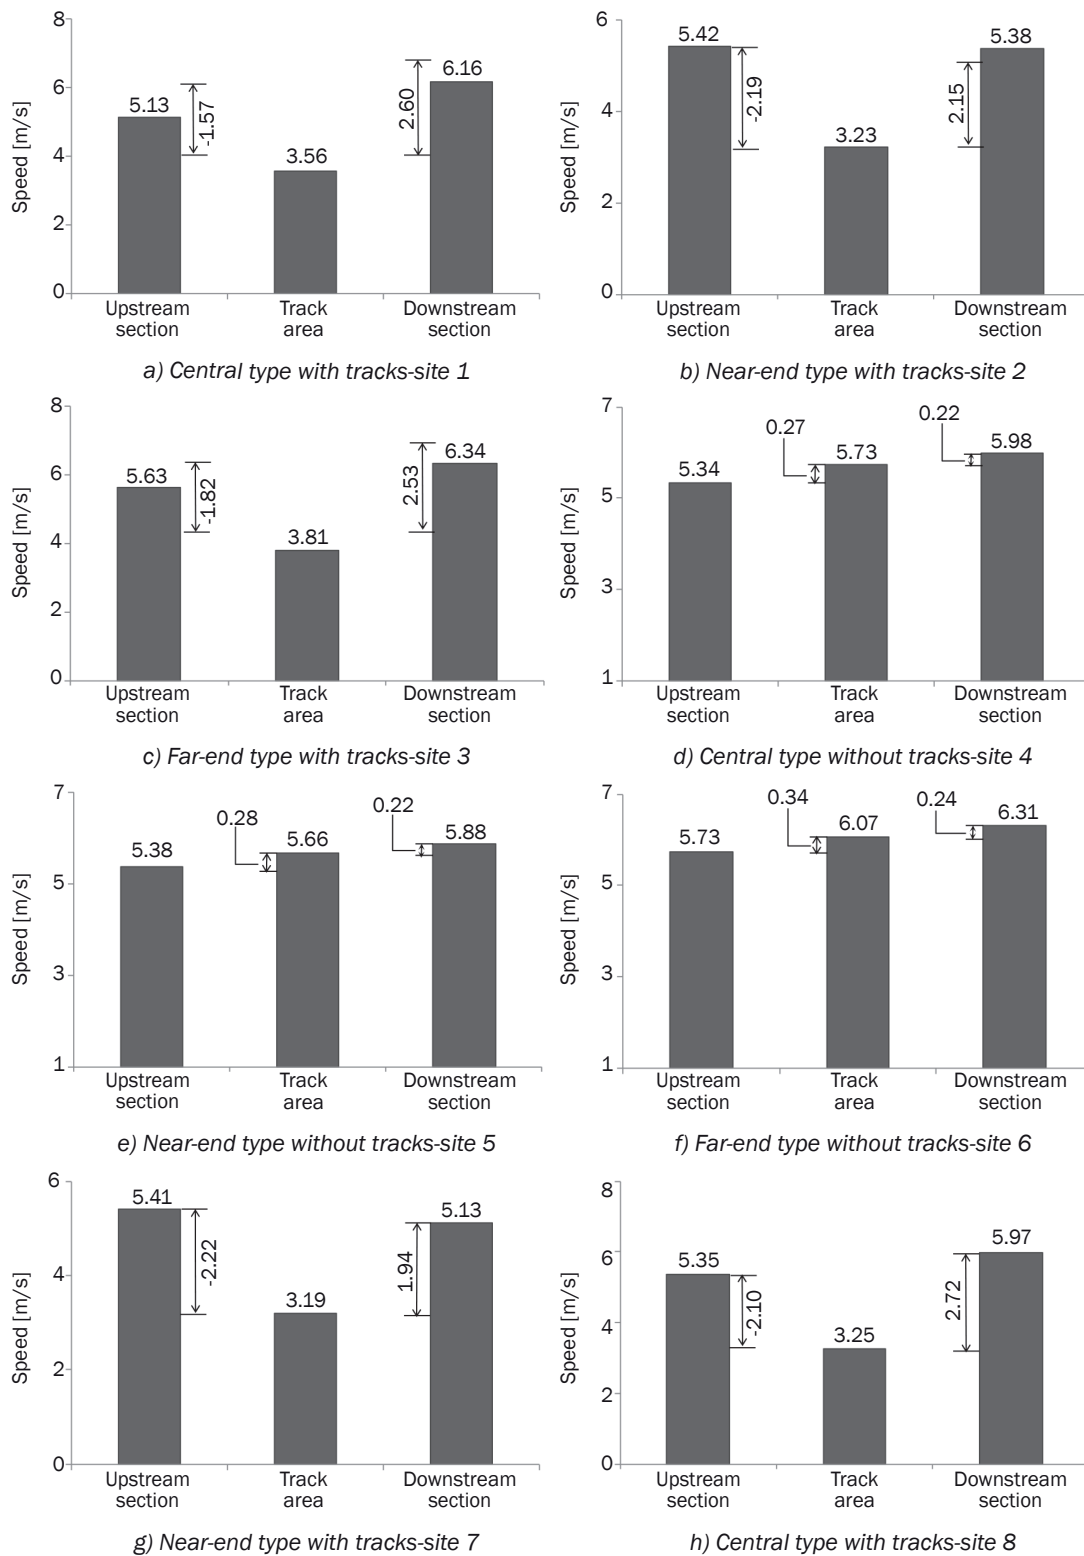 8
6
4
2
0
Speed [m/s]
5.13
-1.57
3.56
2.60
6.16
Upstream
section
Track
area
Downstream
section
a) Central type with tracks-site 1
6
4
2
0
Speed [m/s]
5.42
-2.19
3.23
2.15
5.38
Upstream
section
Track
area
Downstream
section
b) Near-end type with tracks-site 2
8
6
4
2
0
Speed [m/s]
5.63
-1.82
3.81
2.53
6.34
Upstream
section
Track
area
Downstream
section
c) Far-end type with tracks-site 3
7
5
3
1
Speed [m/s]
5.34
0.27
5.73
0.22
5.98
Upstream
section
Track
area
Downstream
section
d) Central type without tracks-site 4
7
5
3
1
Speed [m/s]
5.38
0.28
5.66
0.22
5.88
Upstream
section
Track
area
Downstream
section
e) Near-end type without tracks-site 5
7
5
3
1
Speed [m/s]
5.73
0.34
6.07
0.24
6.31
Upstream
section
Track
area
Downstream
section
f) Far-end type without tracks-site 6
6
4
2
0
Speed [m/s]
5.41
-2.22
3.19
1.94
5.13
Upstream
section
Track
area
Downstream
section
g) Near-end type with tracks-site 7
8
6
4
2
0
Speed [m/s]
5.35
-2.10
3.25
2.72
5.97
Upstream
section
Track
area
Downstream
section
h) Central type with tracks-site 8